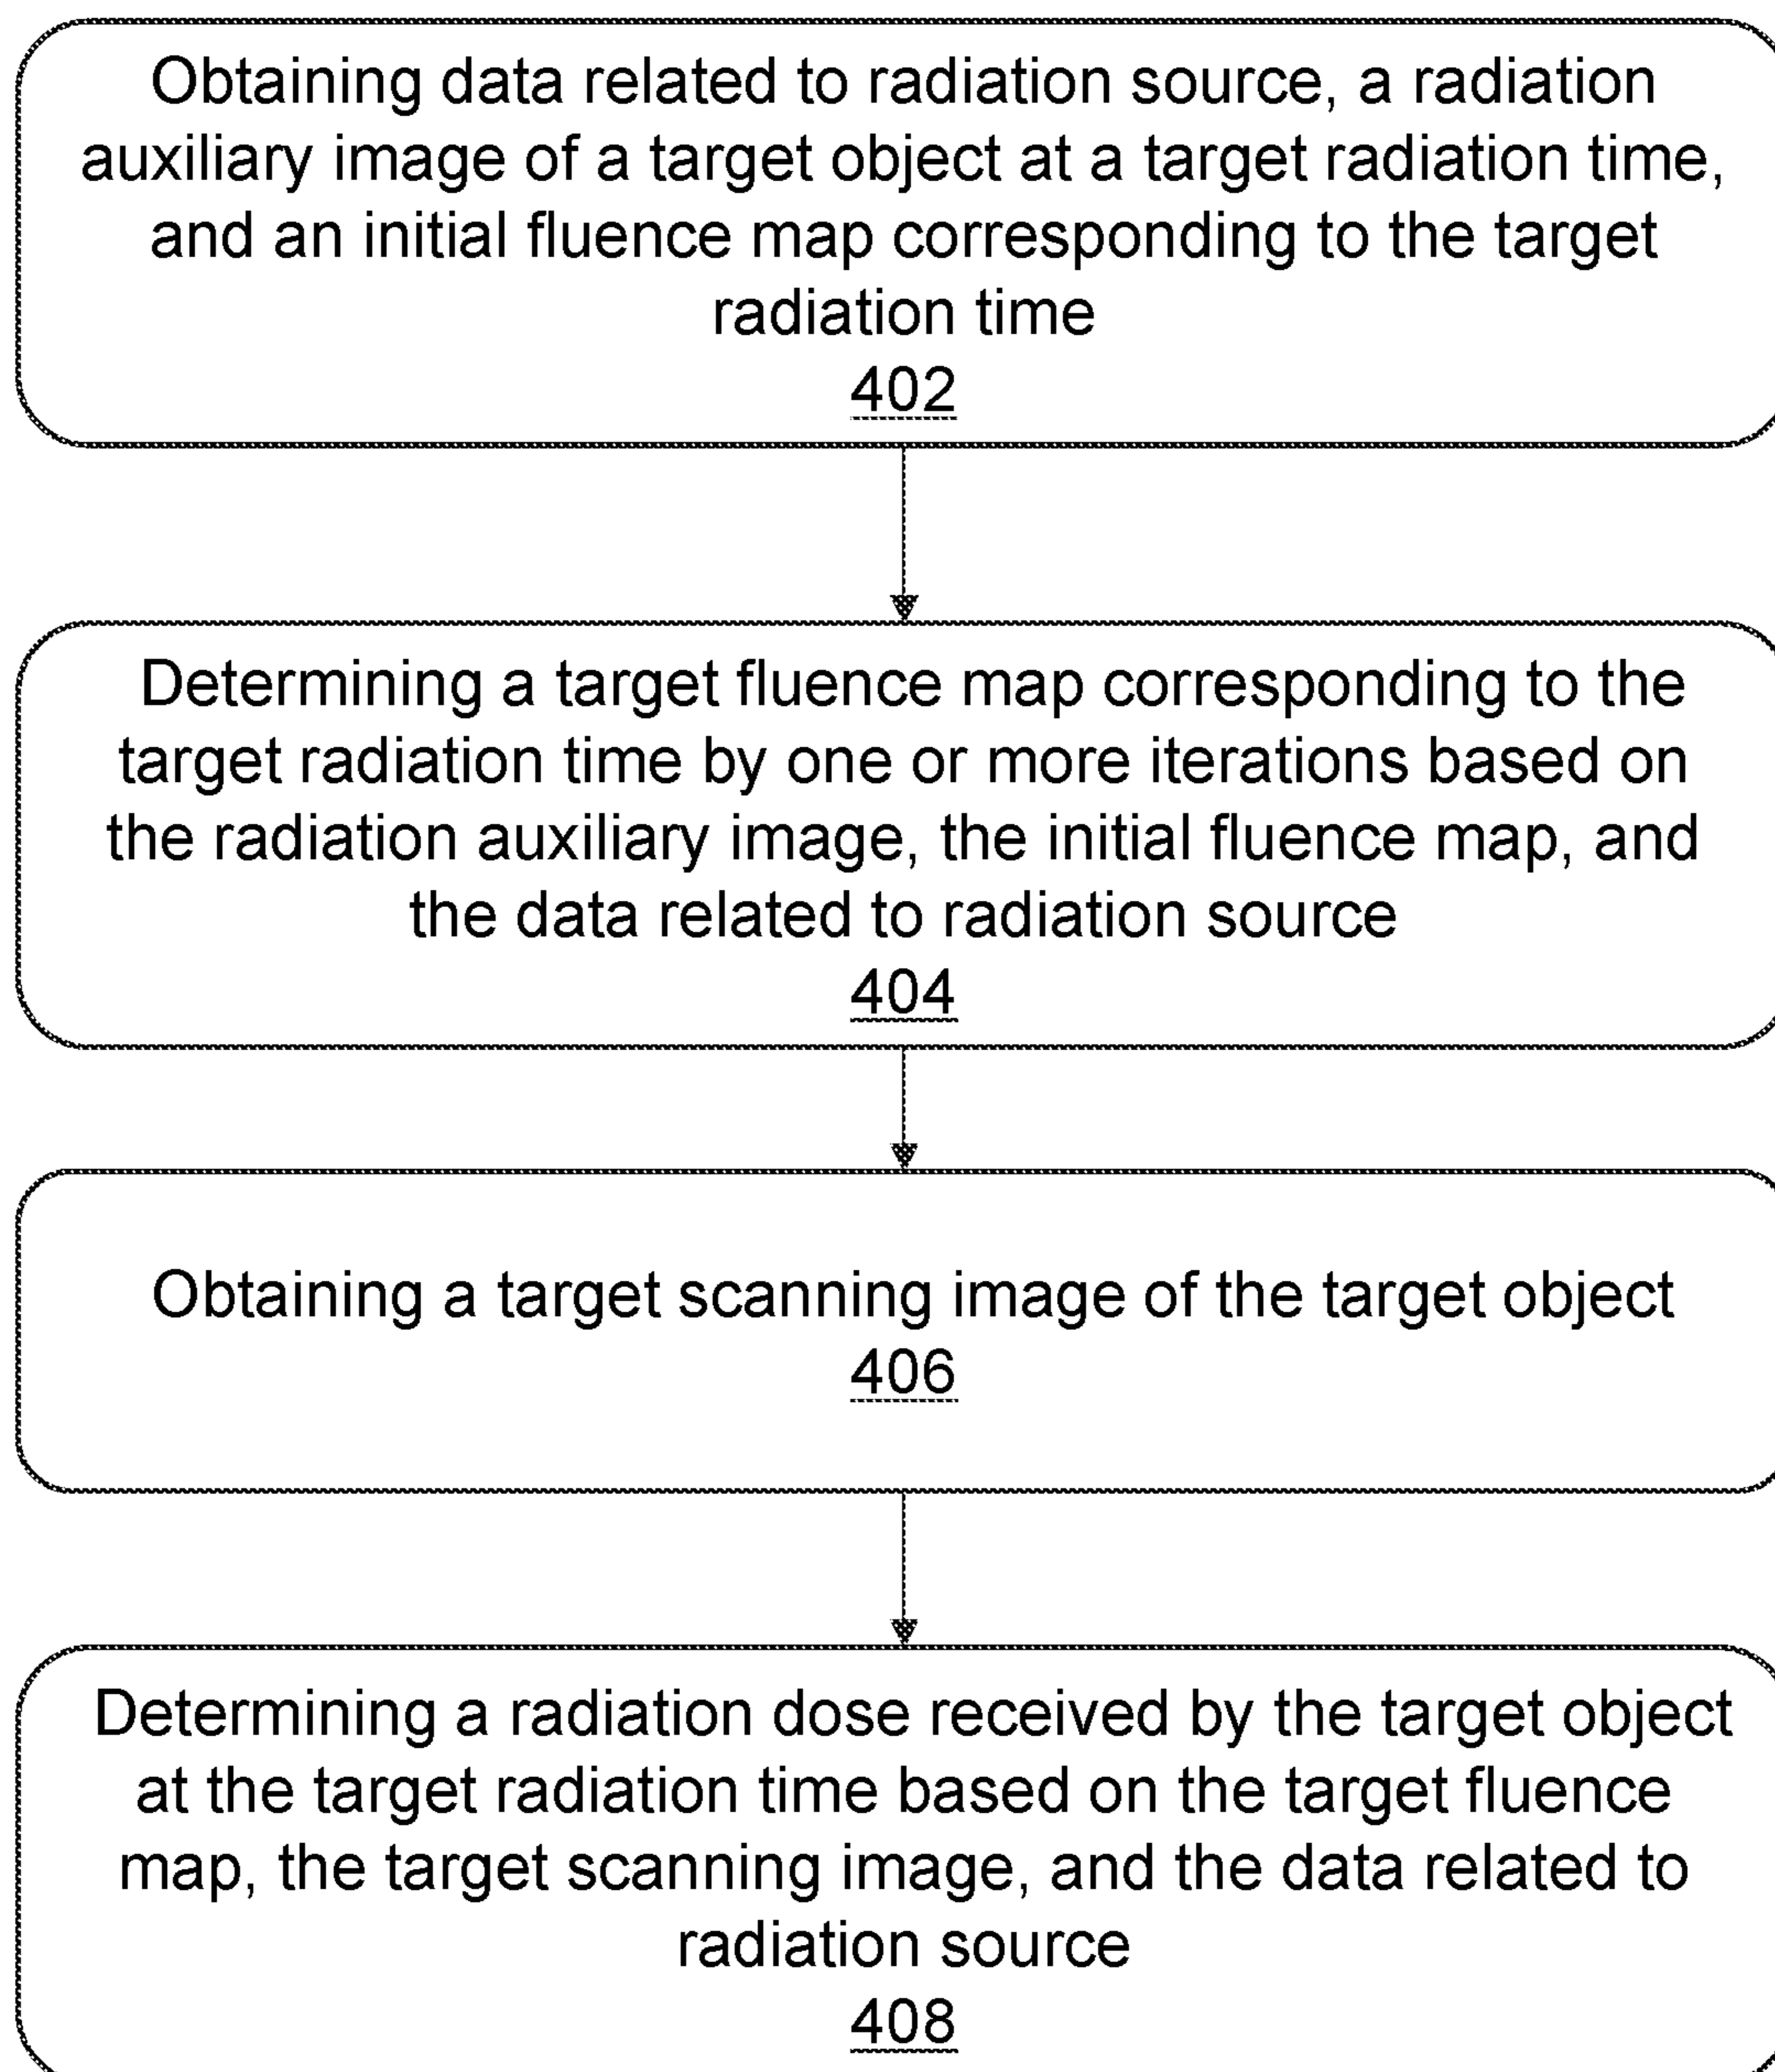 Obtaining data related to radiation source, a radiation
auxiliary image of a target object at a target radiation time,
and an initial fluence map corresponding to the target
radiation time
402
Determining a target fluence map corresponding to the
target radiation time by one or more iterations based on
the radiation auxiliary image, the initial fluence map, and
the data related to radiation source
404
Obtaining a target scanning image of the target object
406
Determining a radiation dose received by the target object
at the target radiation time based on the target fluence
map, the target scanning image, and the data related to
radiation source
408